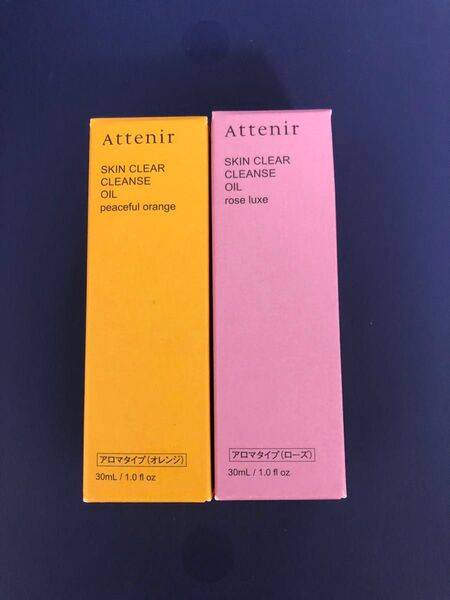 Attenir
SKIN CLEAR
CLEANSE
OIL
peaceful orange
アロマタイプ(オレンジ)
30mL / 1.0 fl oz
Attenir
SKIN CLEAR
CLEANSE
OIL
rose luxe
アロマタイプ(ローズ)
30mL / 1.0 fl oz